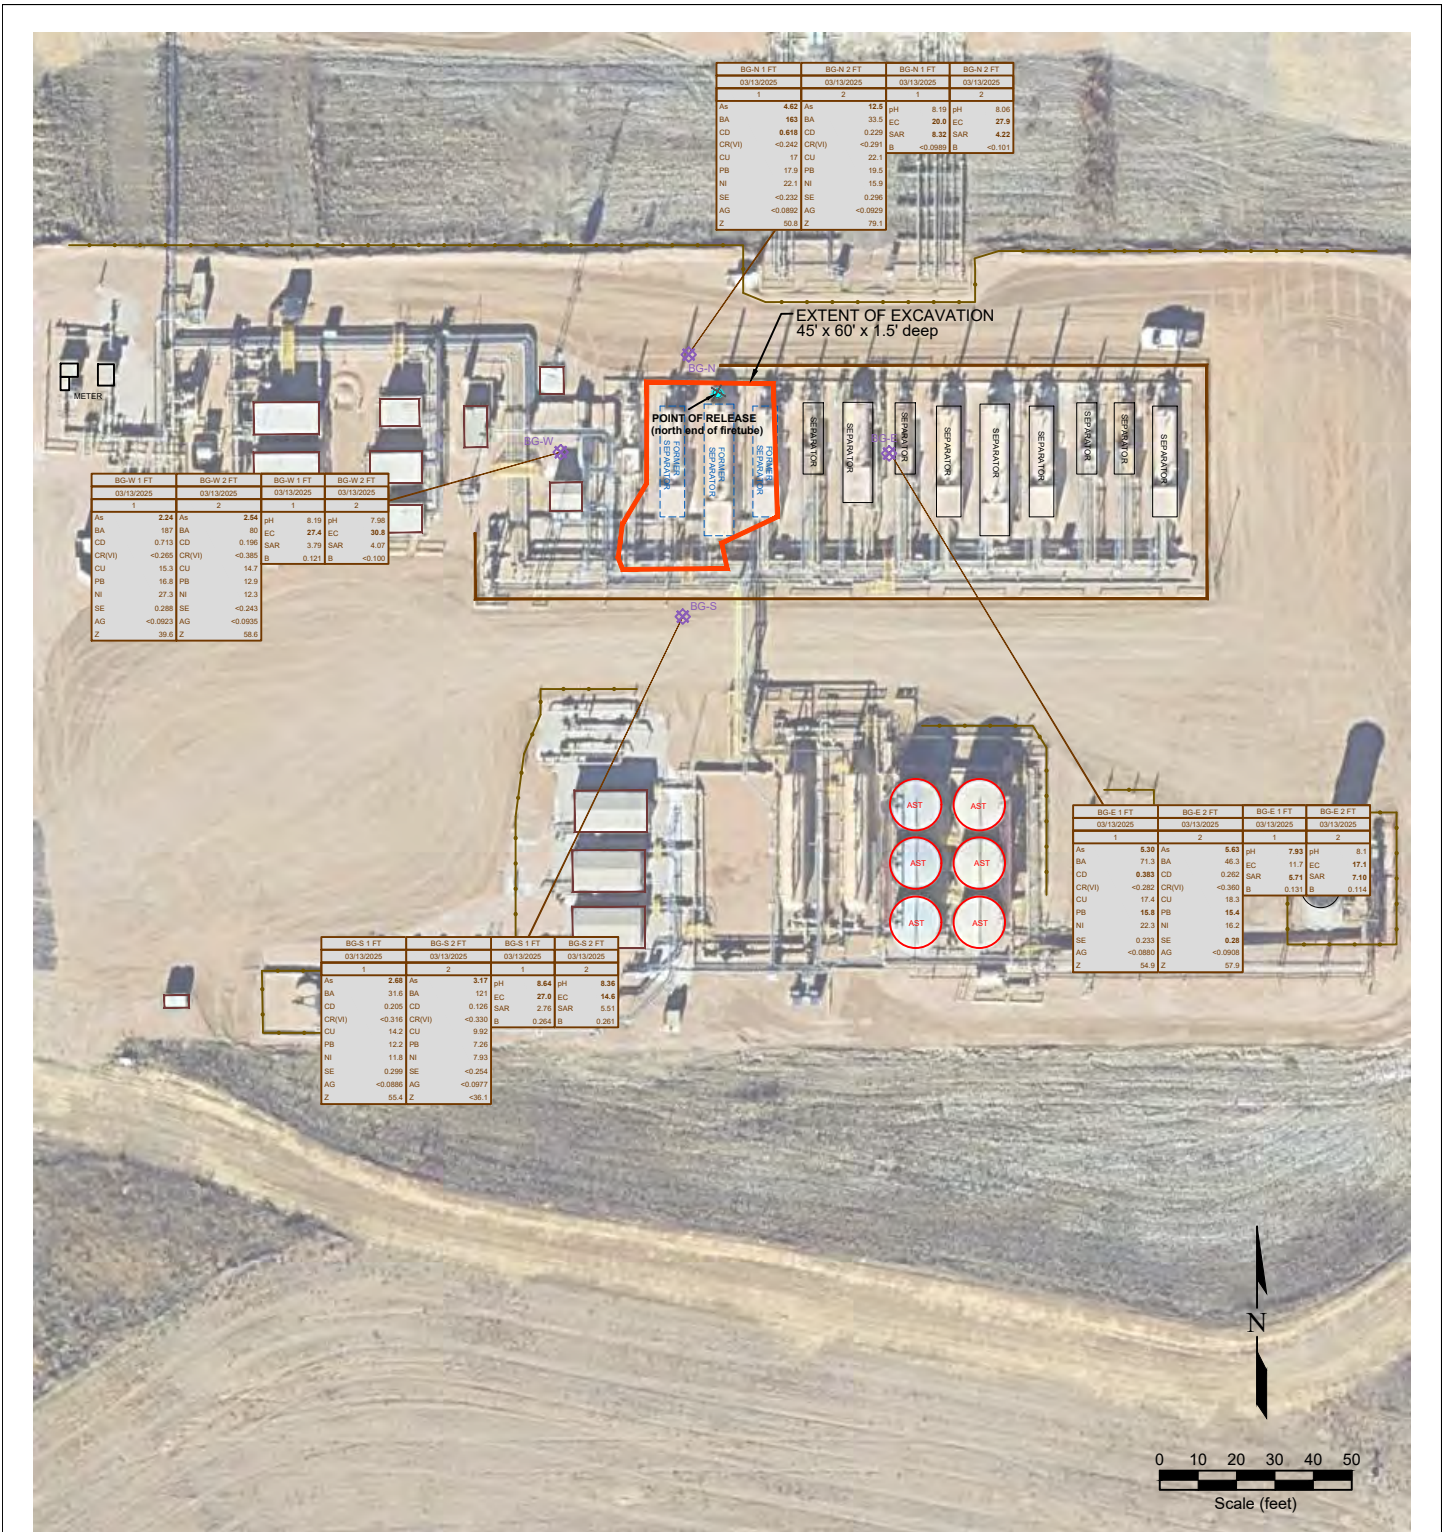 BG-N 1 FT BG-N 2 FT BG-N 1 FT BG-N 2 FT
03/13/2025 03/13/2025 03/13/2025 03/13/2025
1 2 1 2
As 4.62 As 12.5 pH 8.19 pH 8.06
BA 163 BA 33.5 EC 20.0 EC 27.9
CD 0.618 CD 0.229 SAR 8.32 SAR 4.22
CR(VI) <0.242 CR(VI) <0.291 B <0.0989 B <0.101
CU 17 CU 22.1
PB 17.9 PB 19.5
NI 22.1 NI 15.9
SE <0.232 SE 0.296
AG <0.0892 AG <0.0929
Z 50.8 Z 79.1
EXTENT OF EXCAVATION
45' x 60' x 1.5' deep
BG-N
METER
POINT OF RELEASE
(north end of firetube)
FORMER
SEPARATOR
FORMER
SEPARATOR
FORMER
SEPARATOR
SEPARATOR
SEPARATOR
SEPARATOR
SEPARATOR
SEPARATOR
SEPARATOR
SEPARATOR
SEPARATOR
SEPARATOR
BG-W
BG-E
BG-W 1 FT BG-W 2 FT BG-W 1 FT BG-W 2 FT
03/13/2025 03/13/2025 03/13/2025 03/13/2025
1 2 1 2
As 2.24 As 2.54 pH 8.19 pH 7.98
BA 187 BA 80 EC 27.4 EC 30.8
CD 0.713 CD 0.196 SAR 3.79 SAR 4.07
CR(VI) <0.265 CR(VI) <0.385 B 0.121 B <0.100
CU 15.3 CU 14.7
PB 16.8 PB 12.9
NI 27.3 NI 12.3
SE 0.288 SE <0.243
AG <0.0923 AG <0.0935
Z 39.6 Z 58.6
BG-S
AST AST
AST AST
AST AST
BG-E 1 FT BG-E 2 FT BG-E 1 FT BG-E 2 FT
03/13/2025 03/13/2025 03/13/2025 03/13/2025
1 2 1 2
As 5.30 As 5.63 pH 7.93 pH 8.1
BA 71.3 BA 46.3 EC 11.7 EC 17.1
CD 0.383 CD 0.262 SAR 5.71 SAR 7.10
CR(VI) <0.282 CR(VI) <0.360 B 0.131 B 0.114
CU 17.4 CU 18.3
PB 15.8 PB 15.4
NI 22.3 NI 16.2
SE 0.233 SE 0.28
AG <0.0880 AG <0.0908
Z 54.9 Z 57.9
BG-S 1 FT BG-S 2 FT BG-S 1 FT BG-S 2 FT
03/13/2025 03/13/2025 03/13/2025 03/13/2025
1 2 1 2
As 2.68 As 3.17 pH 8.64 pH 8.36
BA 31.6 BA 121 EC 27.0 EC 14.6
CD 0.205 CD 0.126 SAR 2.76 SAR 5.51
CR(VI) <0.316 CR(VI) <0.330 B 0.264 B 0.261
CU 14.2 CU 9.92
PB 12.2 PB 7.26
NI 11.8 NI 7.93
SE 0.299 SE <0.254
AG <0.0886 AG <0.0977
Z 55.4 Z <36.1
N
0 10 20 30 40 50
Scale (feet)